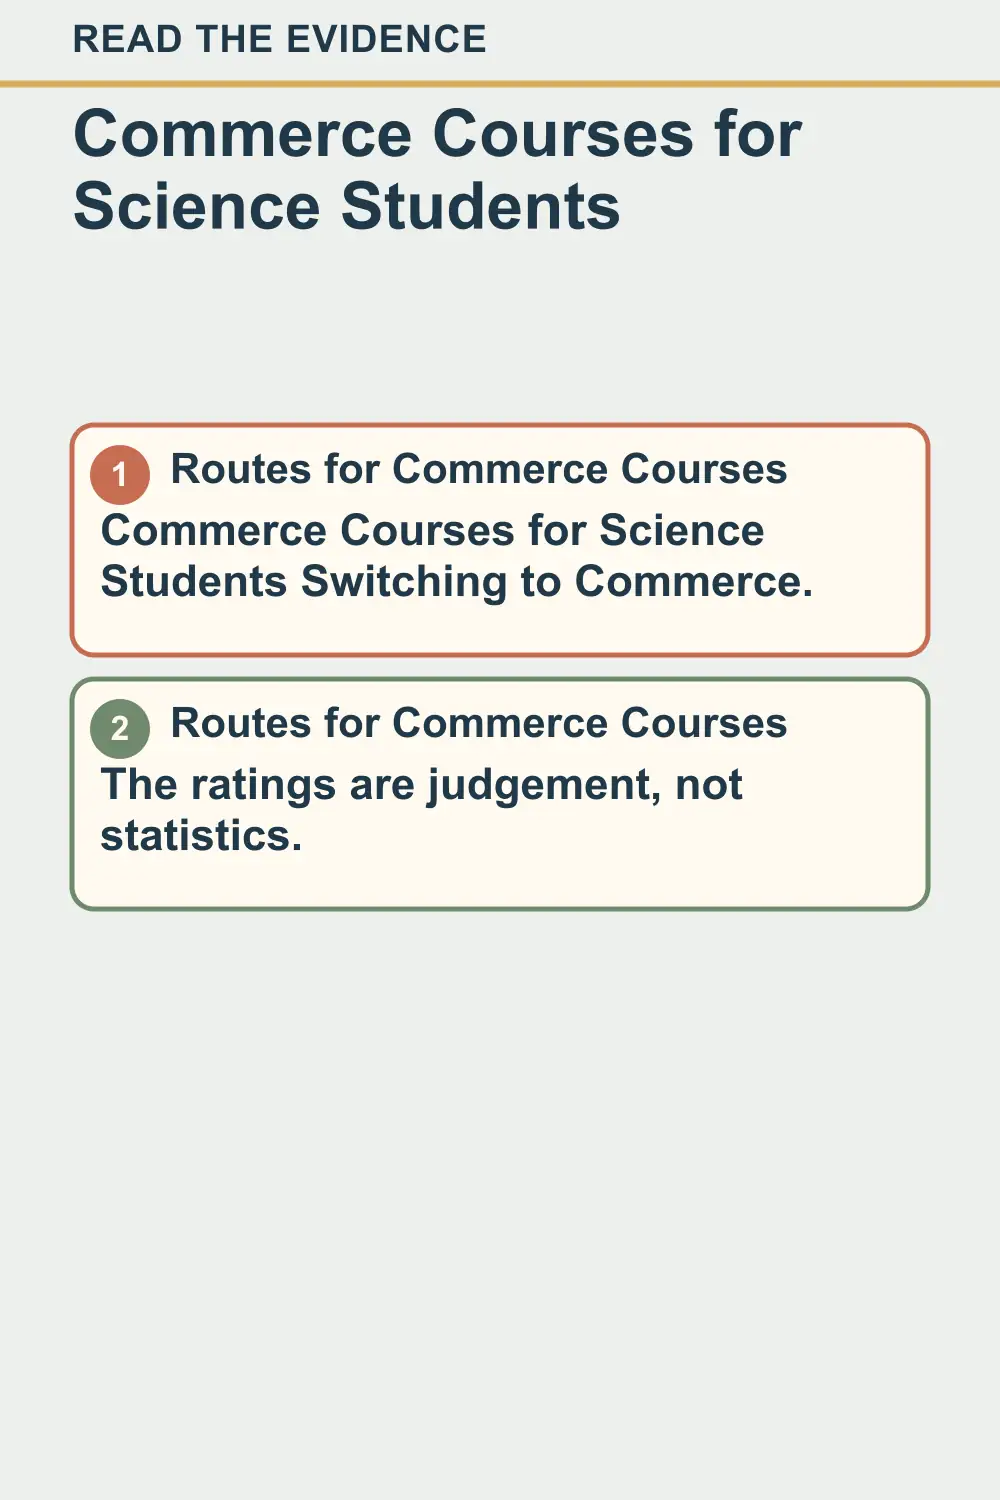 READ THE EVIDENCE
Commerce Courses for
Science Students
1 Routes for Commerce Courses
Commerce Courses for Science
Students Switching to Commerce.
2 Routes for Commerce Courses
The ratings are judgement, not
statistics.